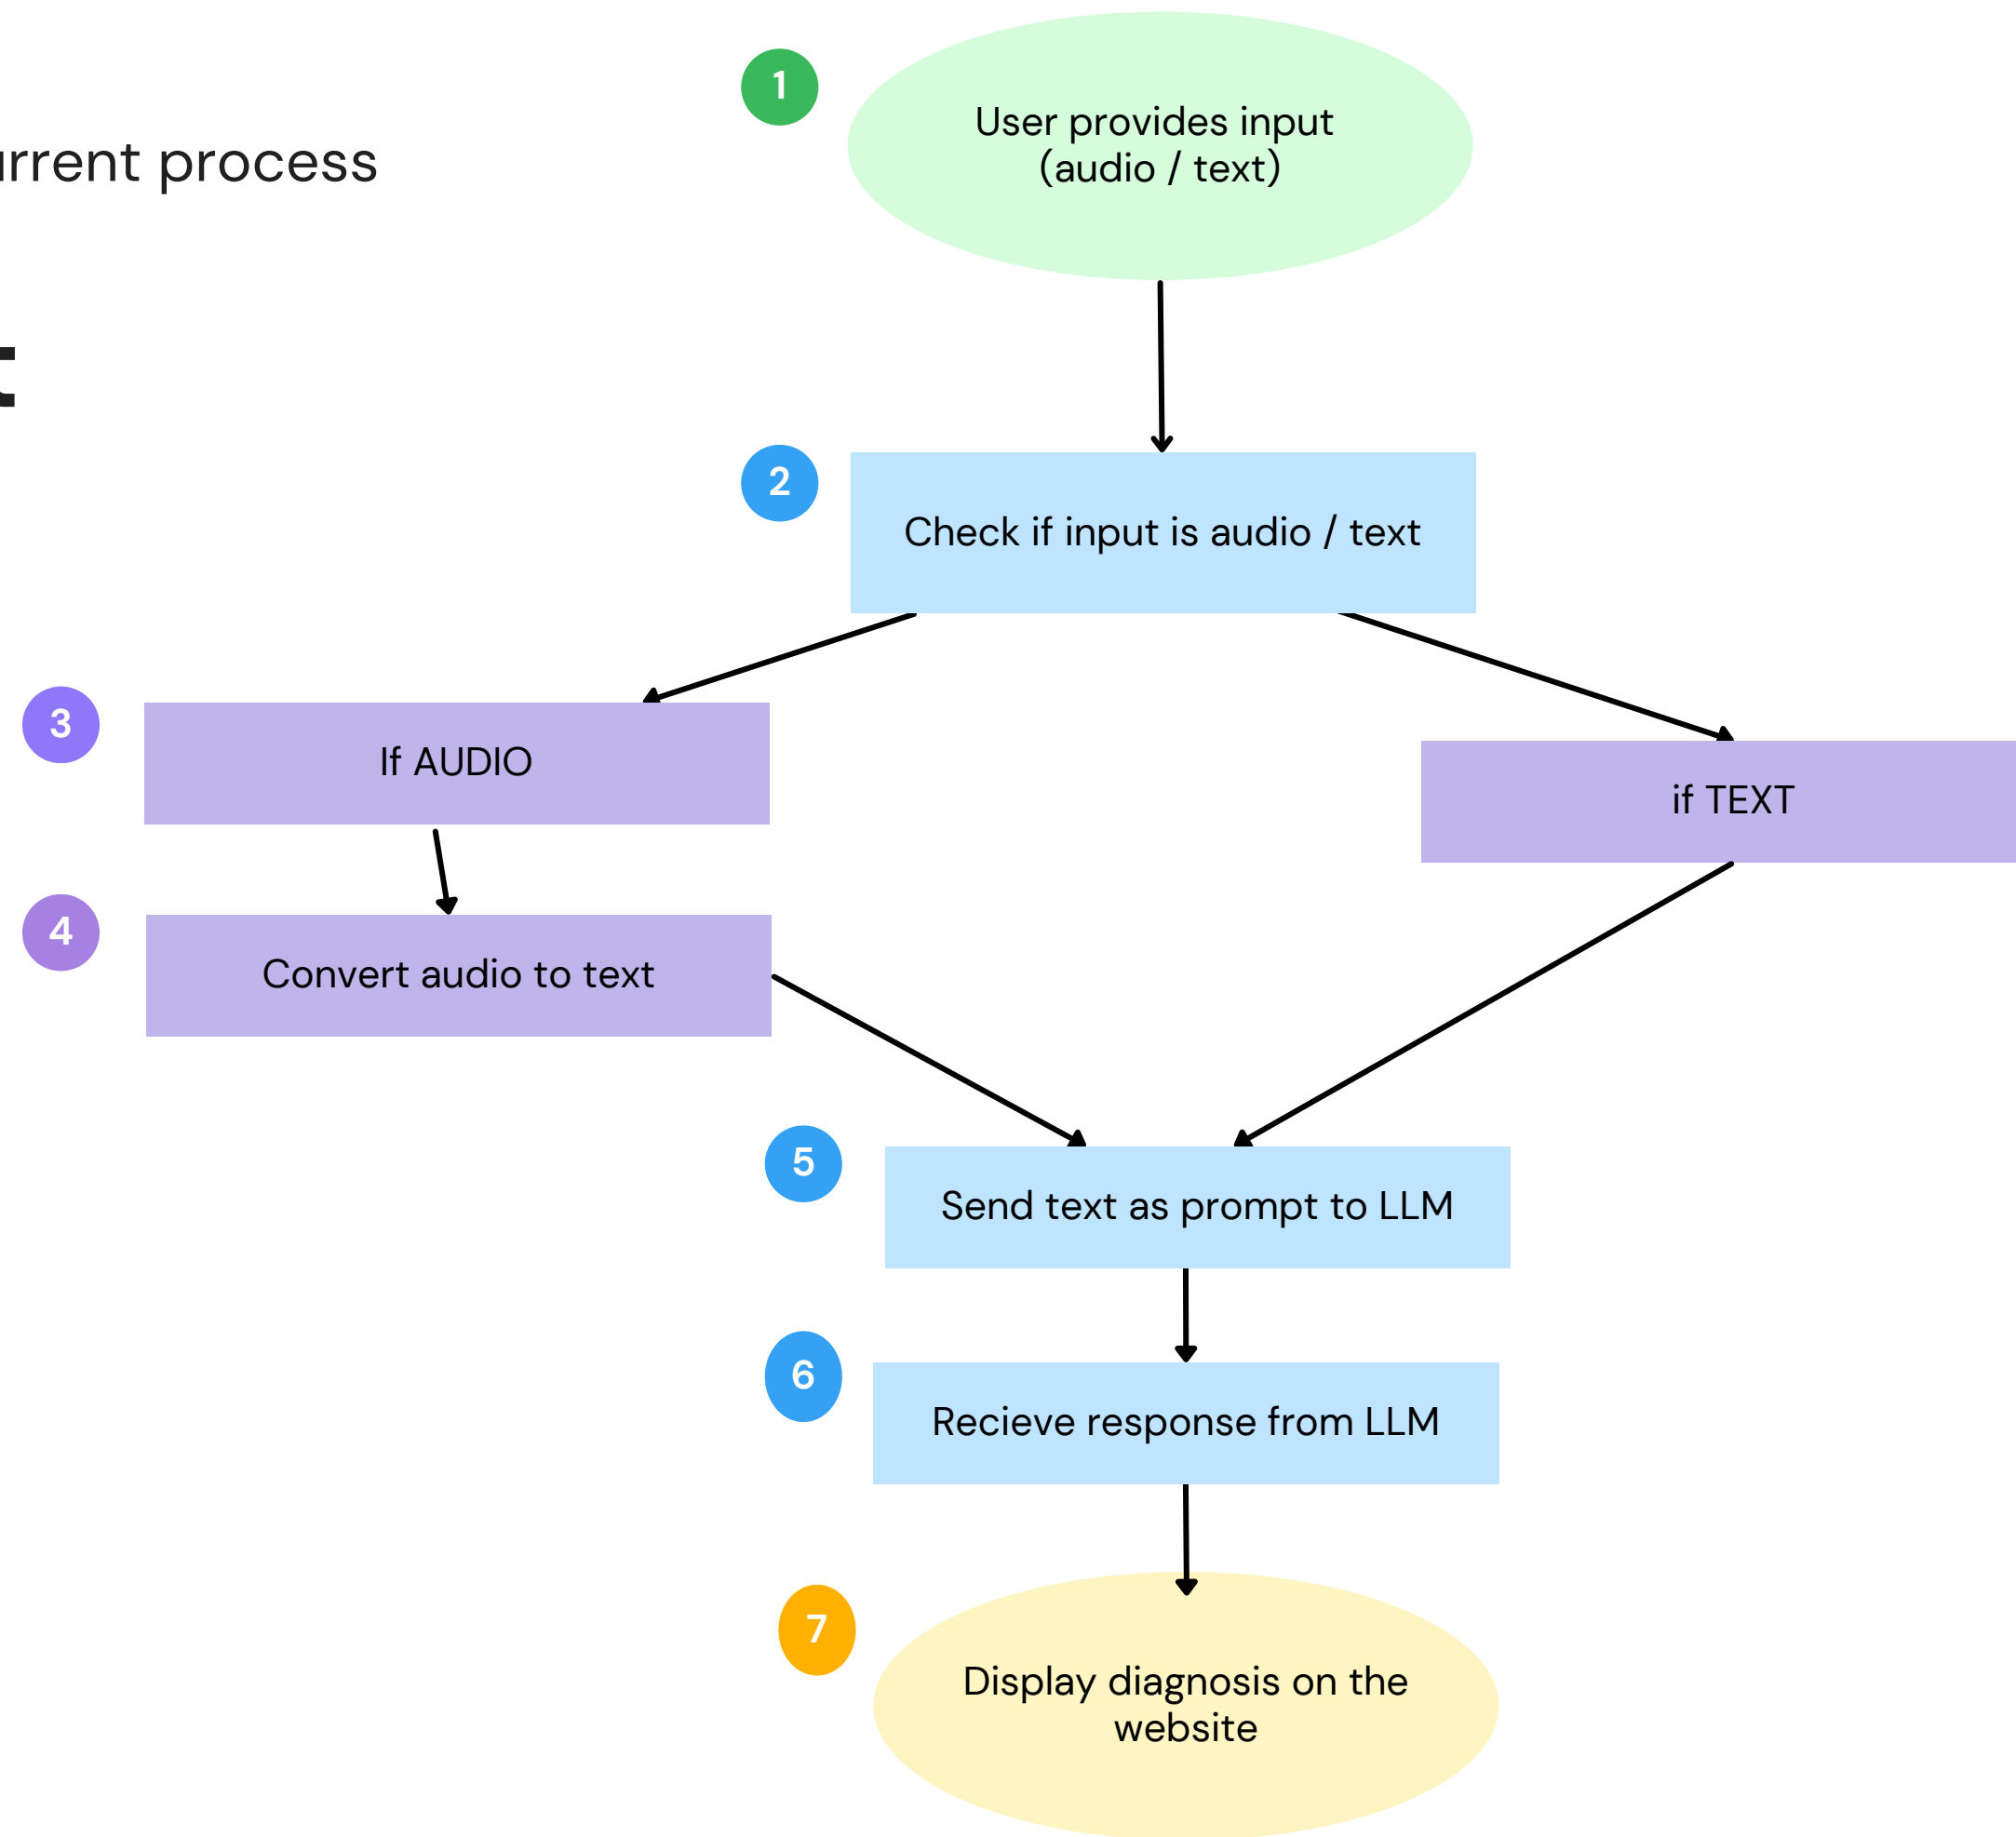 rrent process
t
1
User provides input
(audio / text)
2
Check if input is audio / text
3
If AUDIO
if TEXT
4
Convert audio to text
5
Send text as prompt to LLM
6
Recieve response from LLM
7
Display diagnosis on the
website